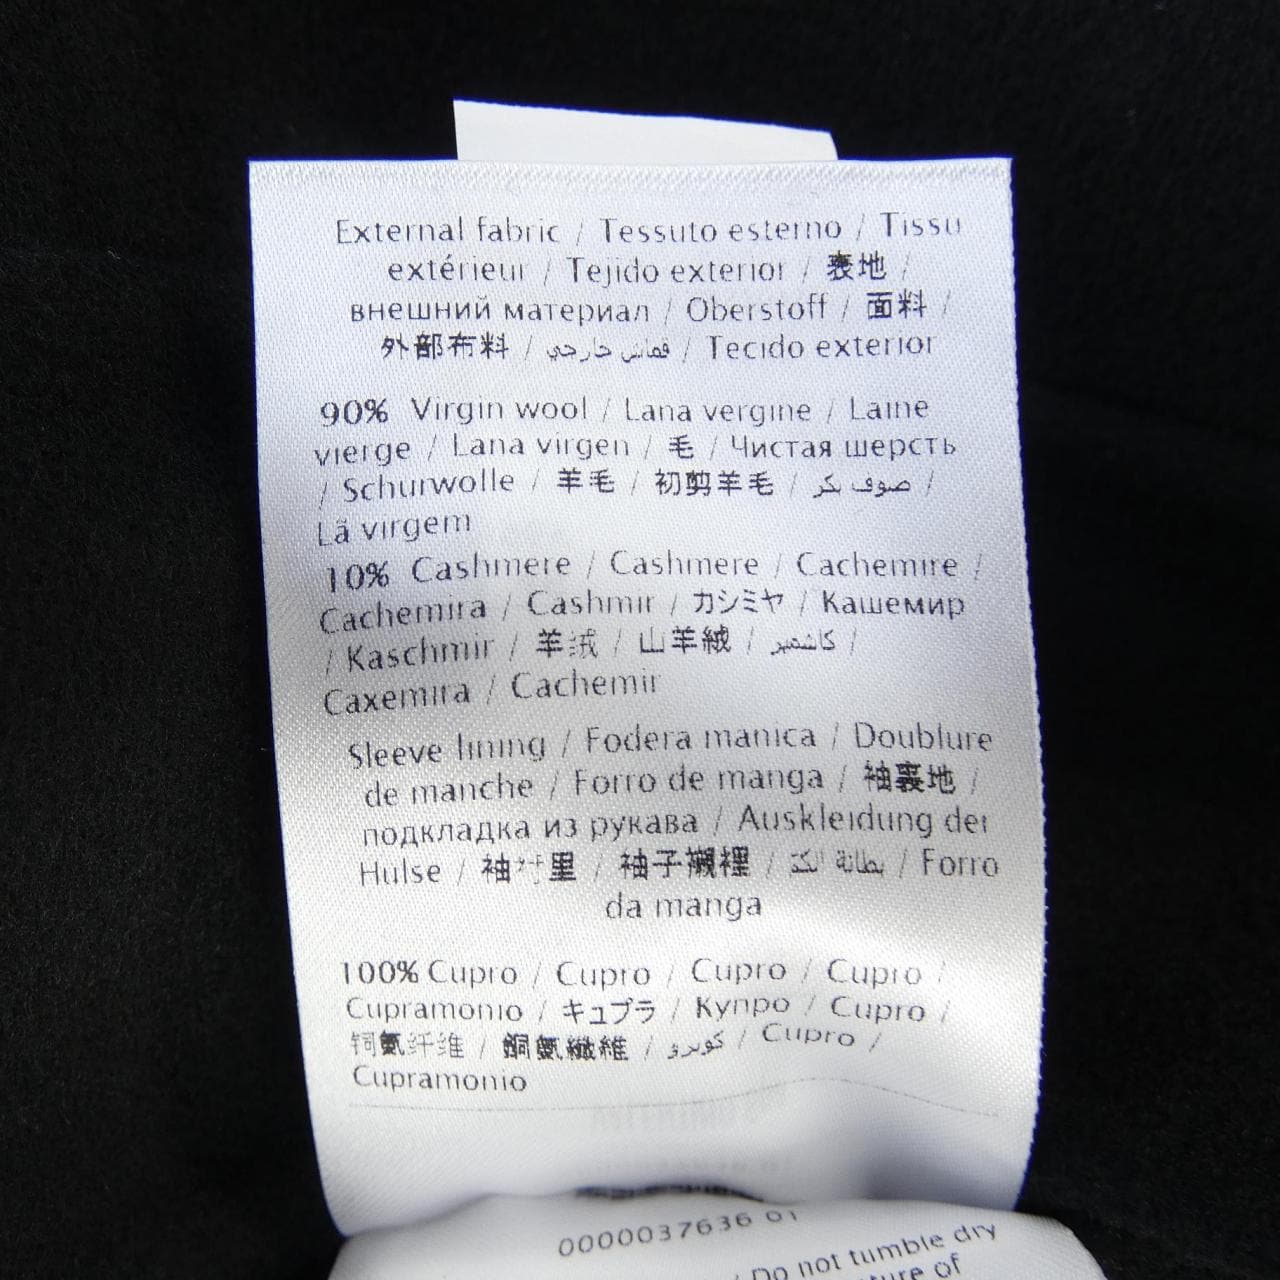 External fabric / Tessuto esterno / Tissu
extérieur / Tejido exterior / 表地 /
внешний материал / Oberstoff / 面料 /
外部布料 / قماش خارجي / Tecido exterior
90% Virgin wool / Lana vergine / Laine
vierge / Lana virgen / 毛 / Чистая шерсть
/ Schurwolle / 羊毛 / 初剪羊毛 / صوف بكر /
Lã virgem
10% Cashmere / Cashmere / Cachemire /
Cachemira / Cashmir / カシミヤ / Кашемир
/ Kaschmir / 羊绒 / 山羊絨 / كاشمير /
Caxemira / Cachemir
Sleeve lining / Fodera manica / Doublure
de manche / Forro de manga / 袖裏地 /
подкладка из рукава / Auskleidung der
Hulse / 袖衬里 / 袖子襯裡 / بطانة الكم / Forro
da manga
100% Cupro / Cupro / Cupro / Cupro /
Cupramonio / キュプラ / Купро / Cupro /
铜氨纤维 / 銅氨纖維 / كوبرو / Cupro /
Cupramonio
0000037636 01
/ Do not tumble dry
of